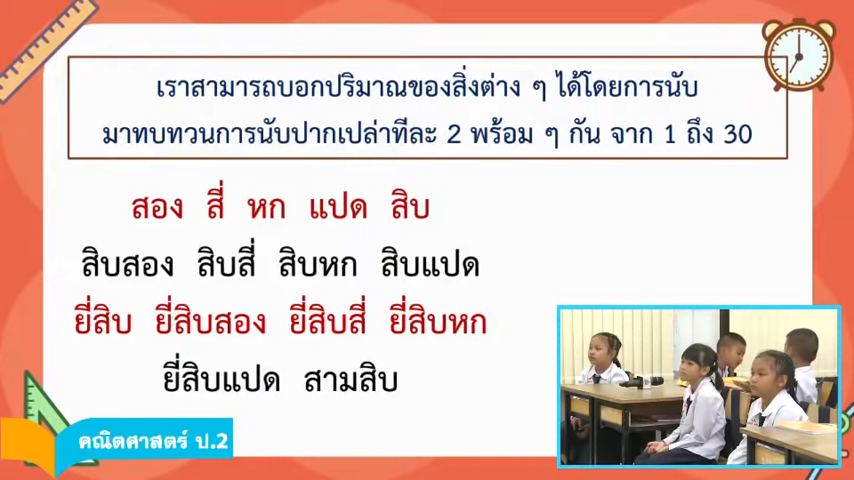 เราสามารถบอกปริมาณของสิ่งต่าง ๆ ได้โดยการนับ
มาทบทวนการนับปากเปล่าทีละ 2 พร้อม ๆ กัน จาก 1 ถึง 30
สอง สี่ หก แปด สิบ
สิบสอง สิบสี่ สิบหก สิบแปด
ยี่สิบ ยี่สิบสอง ยี่สิบสี่ ยี่สิบหก
ยี่สิบแปด สามสิบ
คณิตศาสตร์ ป.2